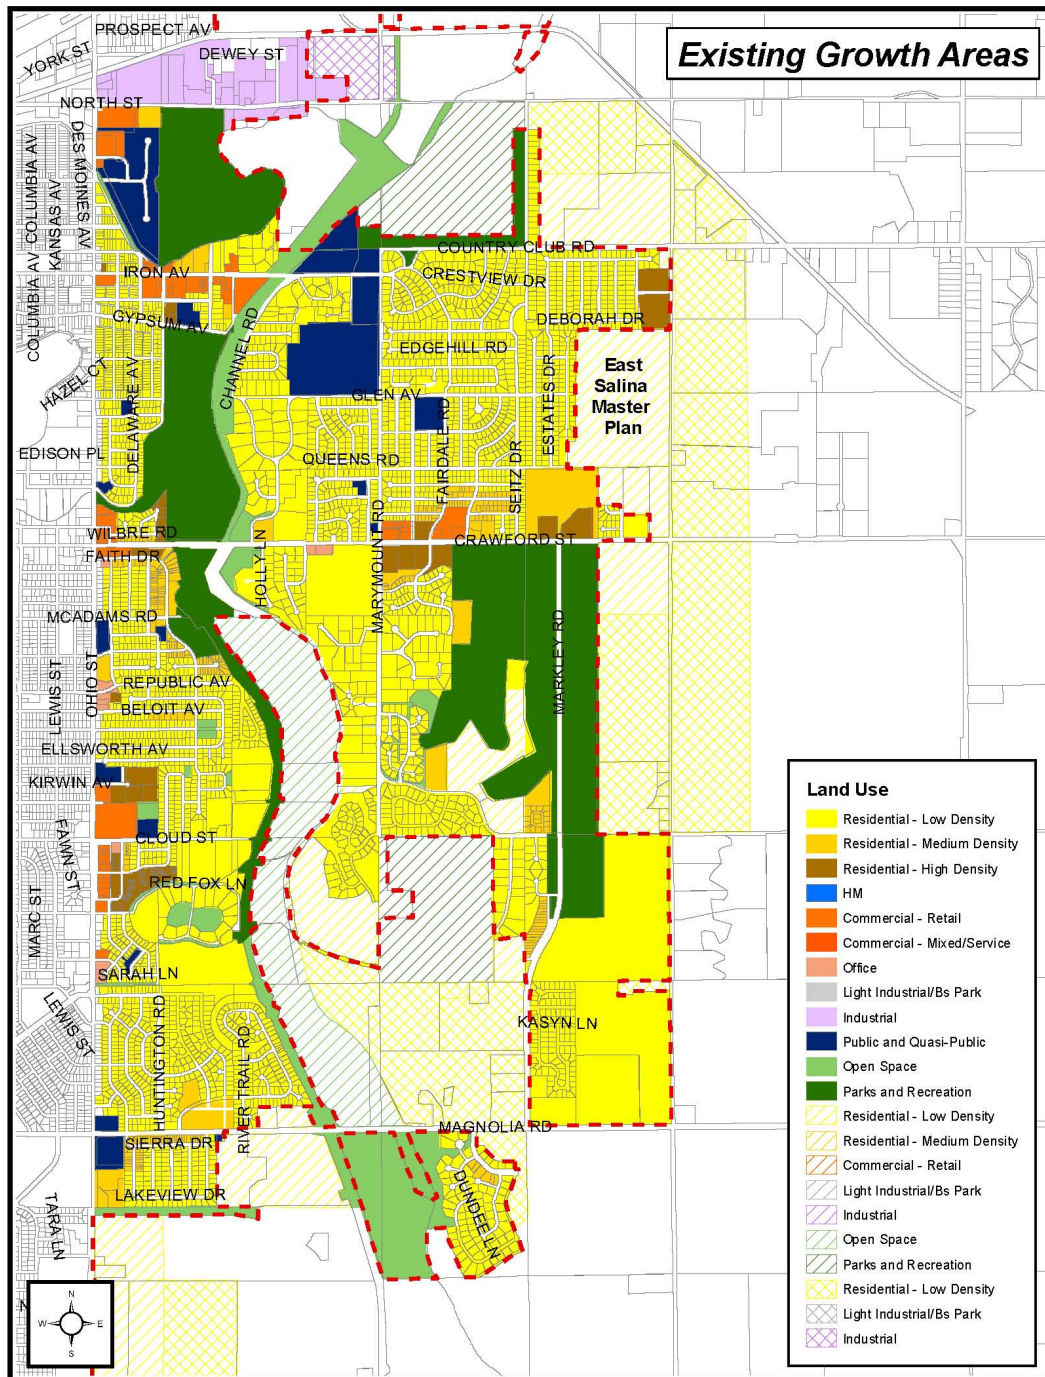 Existing Growth Areas
PROSPECT AV
YORK ST
DEWEY ST
NORTH ST
COLUMBIA AV
COLUMBIA AV
KANSAS AV
DES MOINES AV
COUNTRY CLUB RD
IRON AV
CRESTVIEW DR
GYPSUM AV
CHANNEL RD
DEBORAH DR
EDGEHILL RD
HAZEL CT
DELAWARE AV
GLEN AV
ESTATES DR
East
Salina
Master
Plan
FAIRDALE RD
SEITZ DR
EDISON PL
QUEENS RD
WILBRE RD
MARYMOUNT RD
CRAWFORD ST
FAITH DR
HOLLY LN
MCADAMS RD
MARKLEY RD
LEWIS ST
OHIO ST
REPUBLIC AV
BELOIT AV
ELLSWORTH AV
KIRWIN AV
FAWN ST
CLOUD ST
RED FOX LN
MARC ST
SARAH LN
LEWIS ST
HUNTINGTON RD
RIVER TRAIL RD
KASYN LN
MAGNOLIA RD
SIERRA DR
LAKEVIEW DR
TARA LN
DUNDEE LN
N
N
W
E
S
Land Use
Residential - Low Density
Residential - Medium Density
Residential - High Density
HM
Commercial - Retail
Commercial - Mixed/Service
Office
Light Industrial/Bs Park
Industrial
Public and Quasi-Public
Open Space
Parks and Recreation
Residential - Low Density
Residential - Medium Density
Commercial - Retail
Light Industrial/Bs Park
Industrial
Open Space
Parks and Recreation
Residential - Low Density
Light Industrial/Bs Park
Industrial